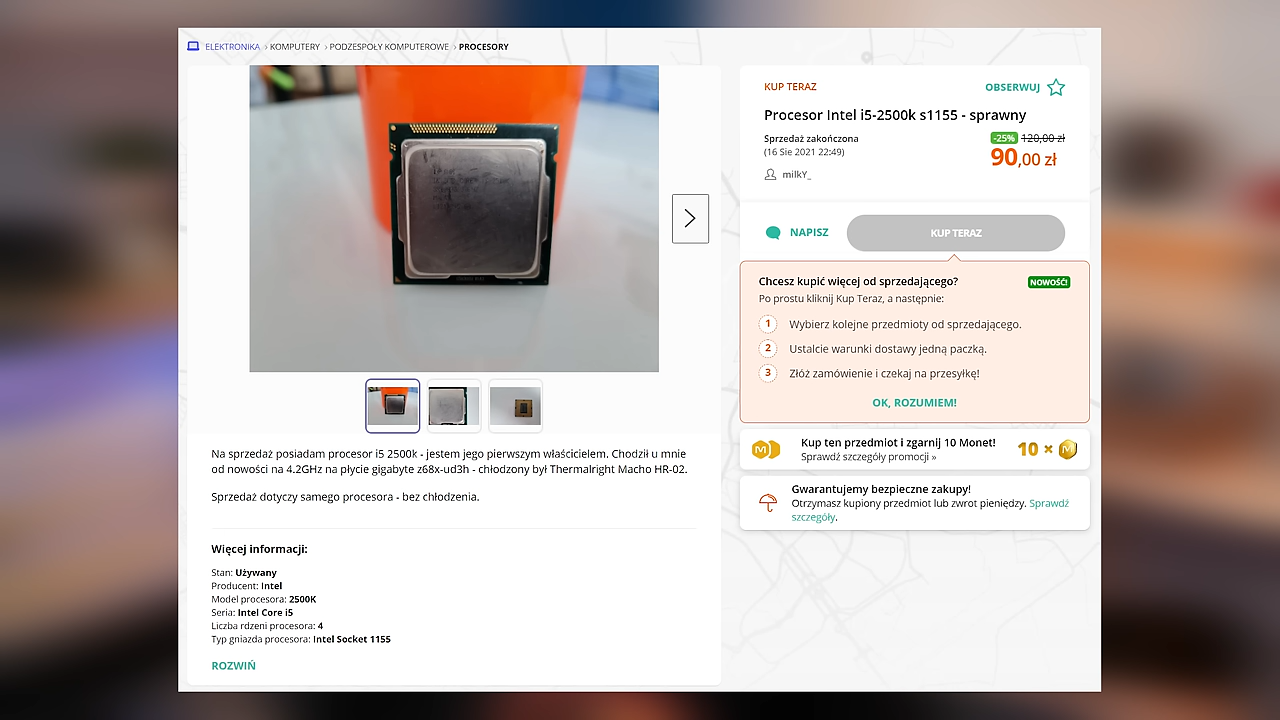 ELEKTRONIKA › KOMPUTERY › PODZESPOŁY KOMPUTEROWE › PROCESORY
KUP TERAZ
OBSERWUJ
Procesor Intel i5-2500k s1155 - sprawny
Sprzedaż zakończona
(16 Sie 2021 22:49)
-25% 120,00 zł
90,00 zł
milkY_
NAPISZ
KUP TERAZ
Chcesz kupić więcej od sprzedającego?
NOWOŚĆ!
Po prostu kliknij Kup Teraz, a następnie:
1 Wybierz kolejne przedmioty od sprzedającego.
2 Ustalcie warunki dostawy jedną paczką.
3 Złóż zamówienie i czekaj na przesyłkę!
OK, ROZUMIEM!
Kup ten przedmiot i zgarnij 10 Monet!
Sprawdź szczegóły promocji »
10 ×
Gwarantujemy bezpieczne zakupy!
Otrzymasz kupiony przedmiot lub zwrot pieniędzy. Sprawdź
szczegóły.
Na sprzedaż posiadam procesor i5 2500k - jestem jego pierwszym właścicielem. Chodził u mnie
od nowości na 4.2GHz na płycie gigabyte z68x-ud3h - chłodzony był Thermalright Macho HR-02.
Sprzedaż dotyczy samego procesora - bez chłodzenia.
Więcej informacji:
Stan: Używany
Producent: Intel
Model procesora: 2500K
Seria: Intel Core i5
Liczba rdzeni procesora: 4
Typ gniazda procesora: Intel Socket 1155
ROZWIŃ